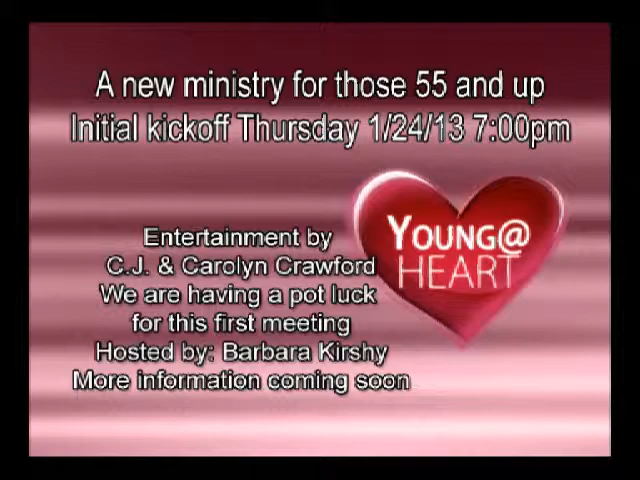 A new ministry for those 55 and up
Initial kickoff Thursday 1/24/13 7:00pm
YOUNG@
HEART
Entertainment by
C.J. & Carolyn Crawford
We are having a pot luck
for this first meeting
Hosted by: Barbara Kirshy
More information coming soon